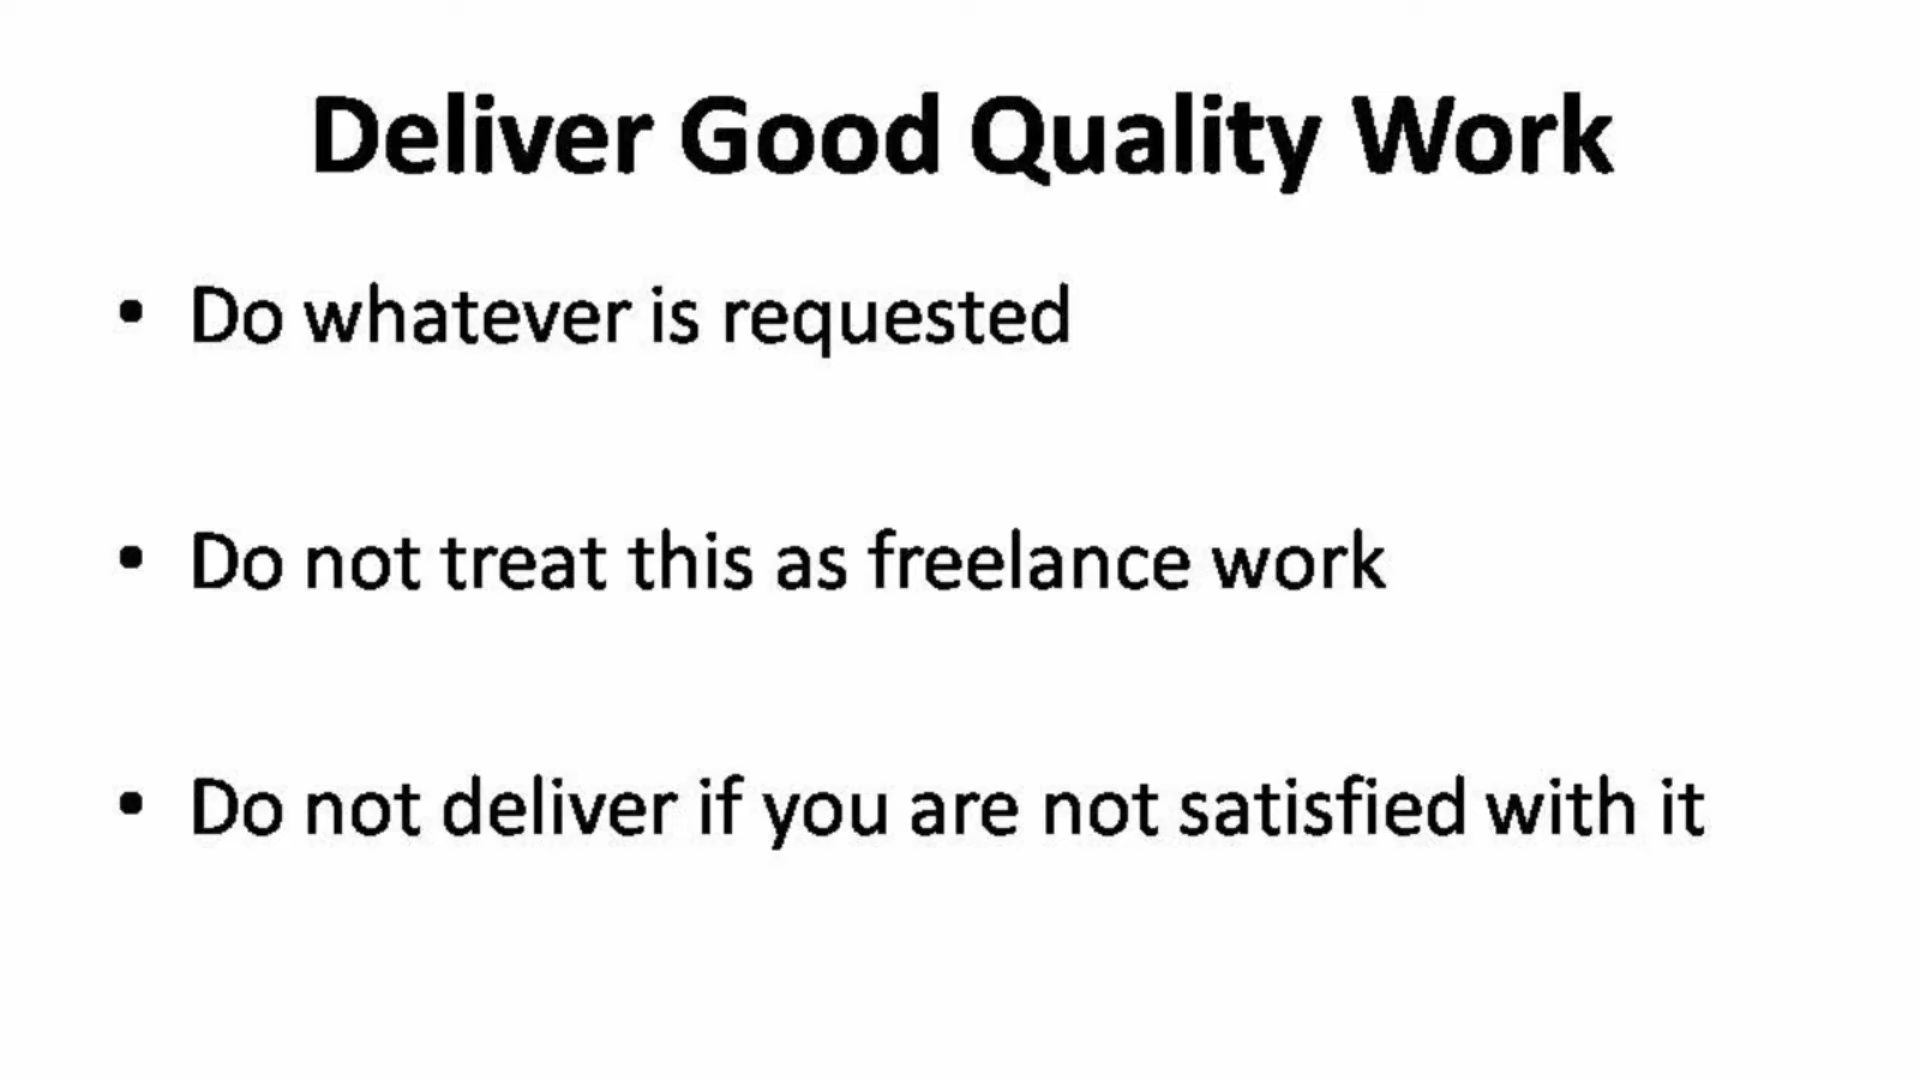 Deliver Good Quality Work
• Do whatever is requested
• Do not treat this as freelance work
• Do not deliver if you are not satisfied with it